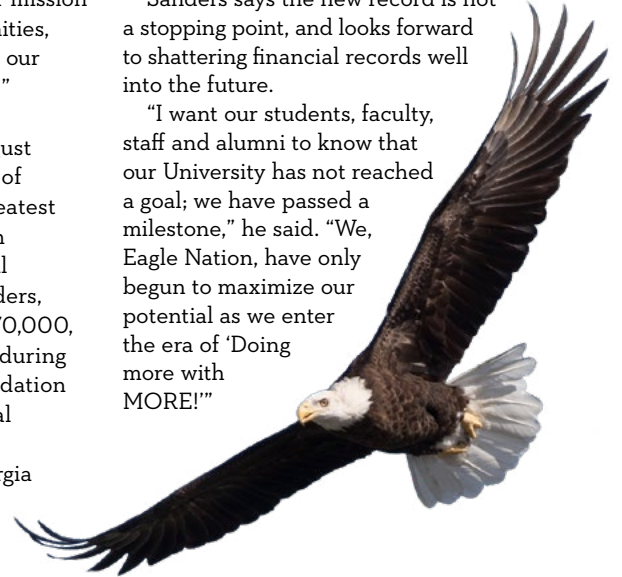 mission
ities,
our
”
ust
of
eatest
l
ders,
0,000,
during
dation
al
rgia
Sanders says the new record is not
a stopping point, and looks forward
to shattering financial records well
into the future.
“I want our students, faculty,
staff and alumni to know that
our University has not reached
a goal; we have passed a
milestone,” he said. “We,
Eagle Nation, have only
begun to maximize our
potential as we enter
the era of ‘Doing
more with
MORE!’”